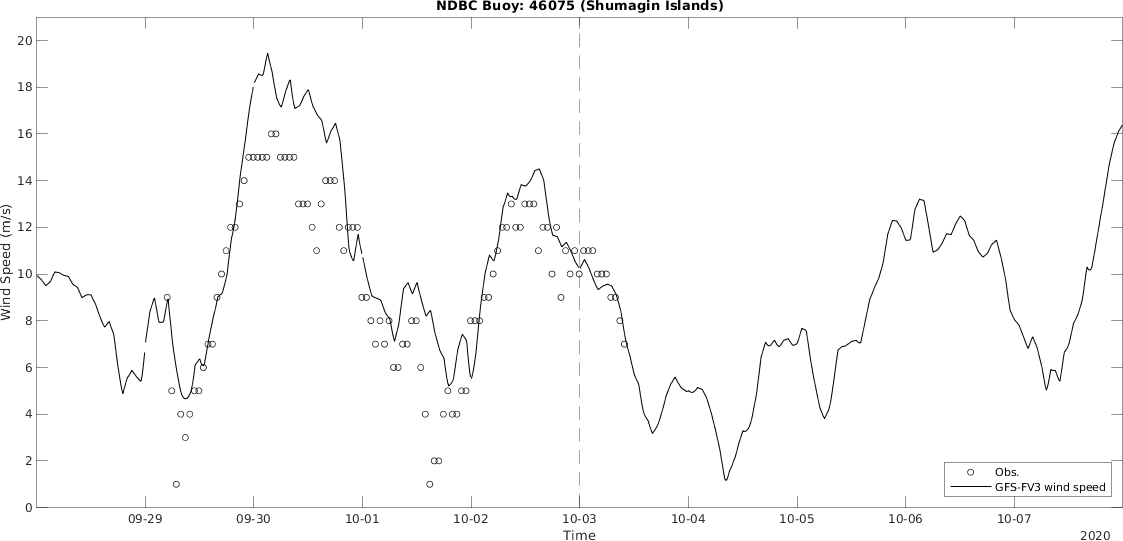 NDBC Buoy: 46075 (Shumagin Islands)
20
18
16
14
12
10
8
6
4
2
0
Wind Speed (m/s)
Obs.
GFS-FV3 wind speed
09-29 09-30 10-01 10-02 10-03 10-04 10-05 10-06 10-07
Time
2020